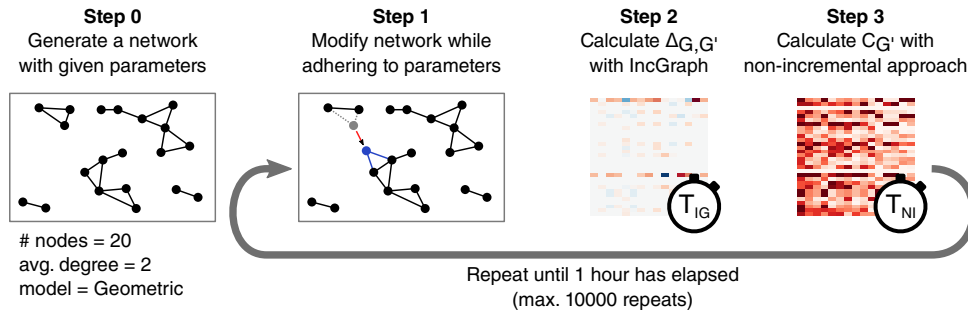 Step 0
Generate a network
with given parameters
# nodes = 20
avg. degree = 2
model = Geometric
Step 1
Modify network while
adhering to parameters
Step 2
Calculate ΔG,G'
with IncGraph
TIG
Step 3
Calculate CG' with
non-incremental approach
TNI
Repeat until 1 hour has elapsed
(max. 10000 repeats)